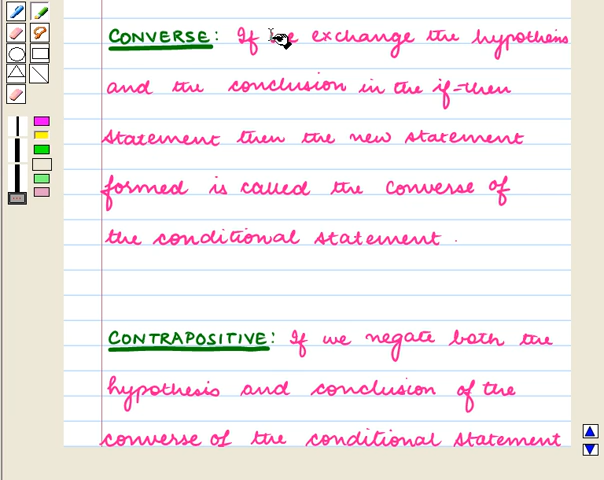 CONVERSE: If we exchange the hypothesis
and the conclusion in the if-then
statement then the new statement
formed is called the converse of
the conditional statement.
CONTRAPOSITIVE: If we negate both the
hypothesis and conclusion of the
converse of the conditional statement